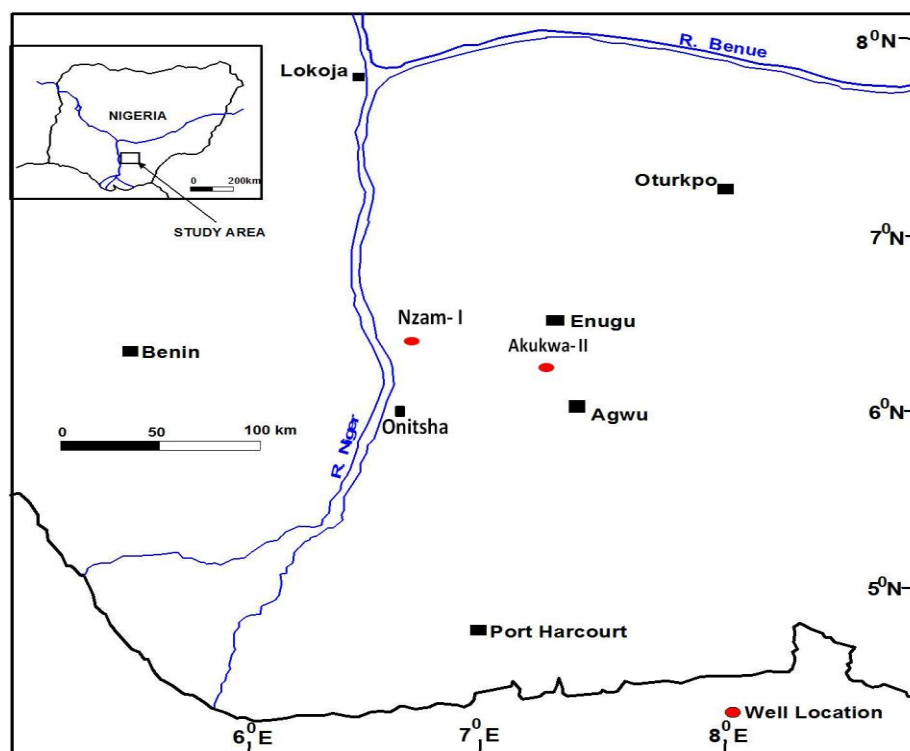 R. Benue
8⁰N
Lokoja
NIGERIA
0 200km
STUDY AREA
Oturkpo
7⁰N
Nzam- I
Enugu
Benin
Akukwa- II
6⁰N
Agwu
Onitsha
0 50 100 km
R. Niger
5⁰N
Port Harcourt
Well Location
6⁰E
7⁰E
8⁰E